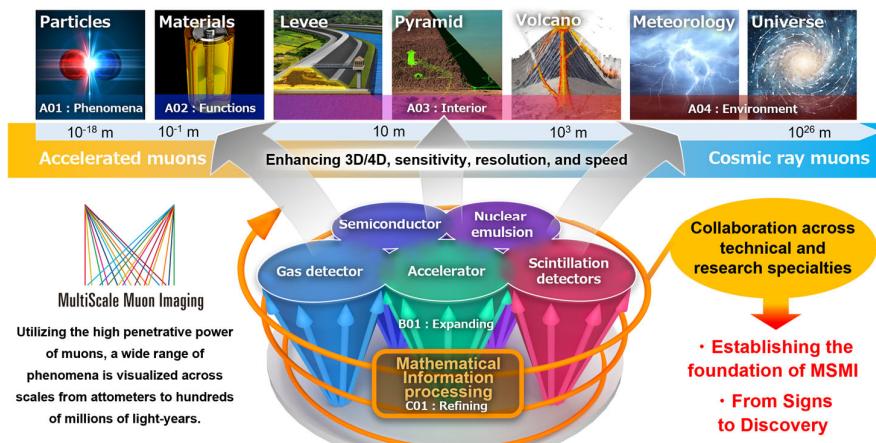 Particles
Materials
Levee
Pyramid
Volcano
Meteorology
Universe
A01 : Phenomena
A02 : Functions
A03 : Interior
A04 : Environment
10-18 m
10-1 m
10 m
103 m
1026 m
Accelerated muons
Enhancing 3D/4D, sensitivity, resolution, and speed
Cosmic ray muons
MultiScale Muon Imaging
Utilizing the high penetrative power
of muons, a wide range of
phenomena is visualized across
scales from attometers to hundreds
of millions of light-years.
Semiconductor
Nuclear
emulsion
Gas detector
Accelerator
Scintillation
detectors
B01 : Expanding
Mathematical
Information
processing
C01 : Refining
Collaboration across
technical and
research specialties
・Establishing the
foundation of MSMI
・From Signs
to Discovery